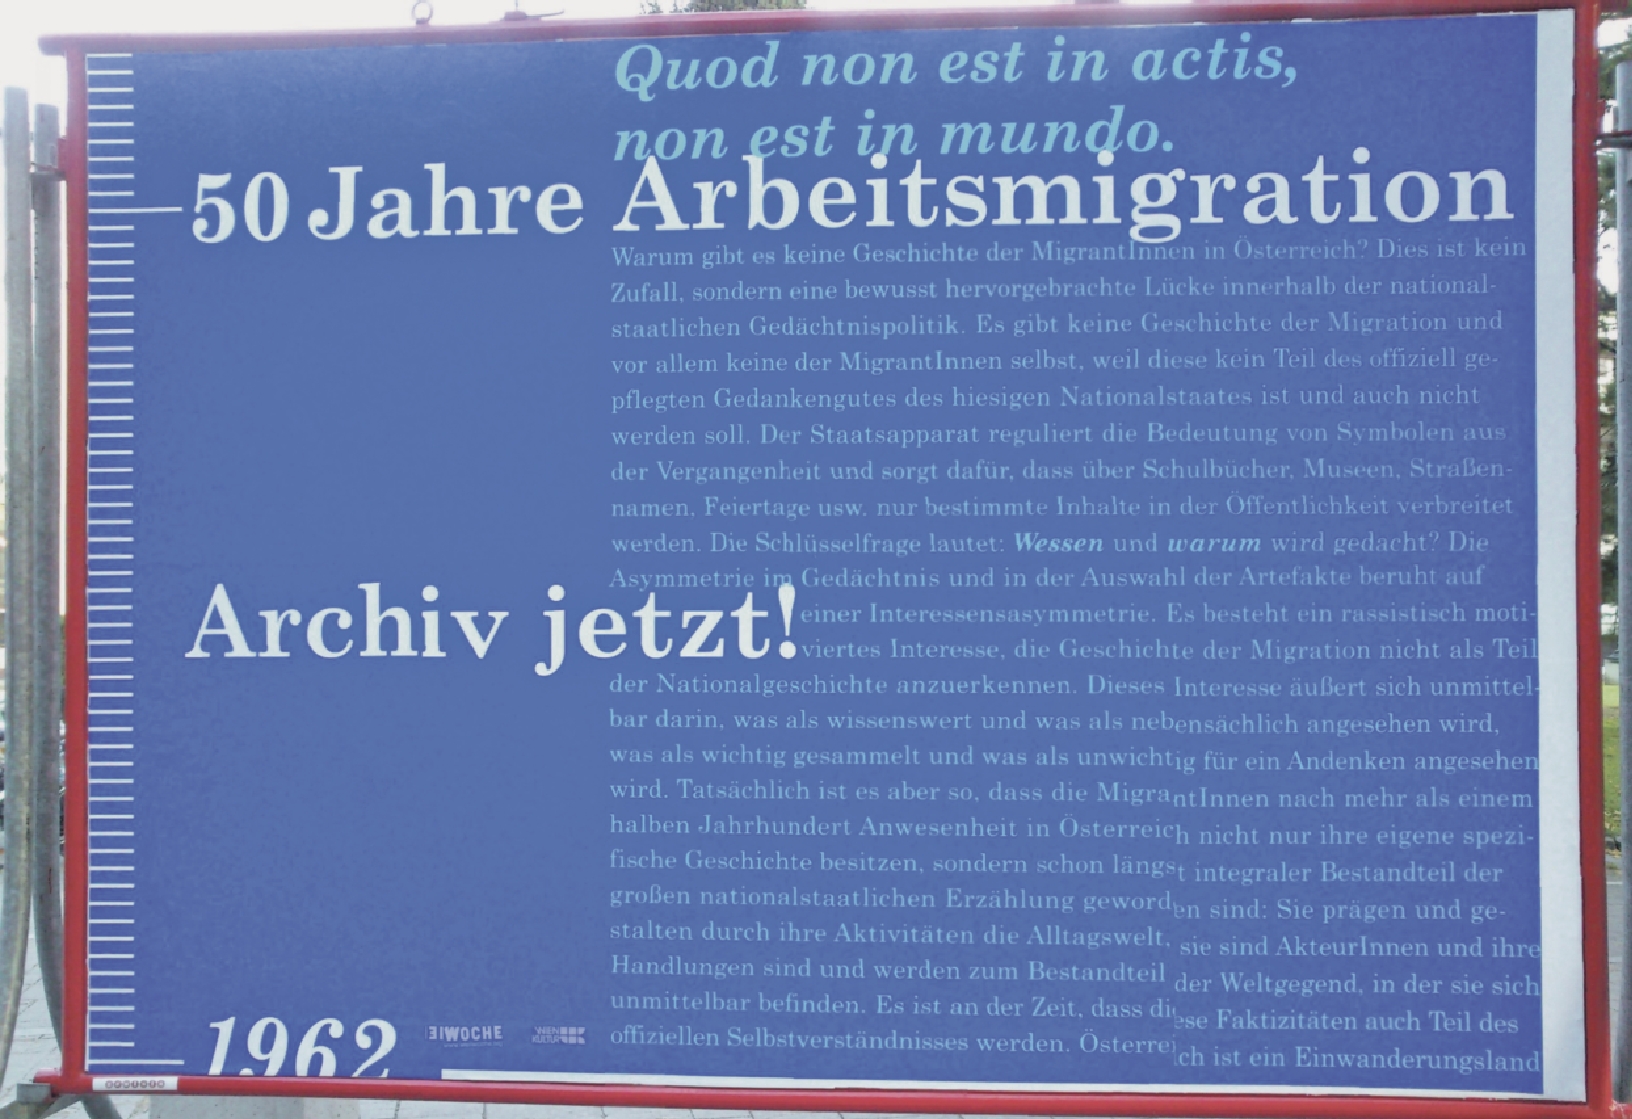 Quod non est in actis,
non est in mundo.
50 Jahre Arbeitsmigration
Warum gibt es keine Geschichte der MigrantInnen in Österreich? Dies ist kein
Zufall, sondern eine bewusst hervorgebrachte Lücke innerhalb der national-
staatlichen Gedächtnispolitik. Es gibt keine Geschichte der Migration und
vor allem keine der MigrantInnen selbst, weil diese kein Teil des offiziell ge-
pflegten Gedankengutes des hiesigen Nationalstaates ist und auch nicht
werden soll. Der Staatsapparat reguliert die Bedeutung von Symbolen aus
der Vergangenheit und sorgt dafür, dass über Schulbücher, Museen, Straßen-
namen, Feiertage usw. nur bestimmte Inhalte in der Öffentlichkeit verbreitet
werden. Die Schlüsselfrage lautet: Wessen und warum wird gedacht? Die
Asymmetrie im Gedächtnis und in der Auswahl der Artefakte beruht auf
einer Interessensasymmetrie. Es besteht ein rassistisch moti-
Archiv jetzt!
viertes Interesse, die Geschichte der Migration nicht als Teil
der Nationalgeschichte anzuerkennen. Dieses Interesse äußert sich unmittel-
bar darin, was als wissenswert und was als nebensächlich angesehen wird,
was als wichtig gesammelt und was als unwichtig für ein Andenken angesehen
wird. Tatsächlich ist es aber so, dass die MigrantInnen nach mehr als einem
halben Jahrhundert Anwesenheit in Österreich nicht nur ihre eigene spezi-
fische Geschichte besitzen, sondern schon längst integraler Bestandteil der
großen nationalstaatlichen Erzählung geworden sind: Sie prägen und ge-
stalten durch ihre Aktivitäten die Alltagswelt, sie sind AkteurInnen und ihre
Handlungen sind und werden zum Bestandteil der Weltgegend, in der sie sich
unmittelbar befinden. Es ist an der Zeit, dass diese Faktizitäten auch Teil des
offiziellen Selbstverständnisses werden. Österreich ist ein Einwanderungsland
1962
WOCHE
WIEN
KULTUR